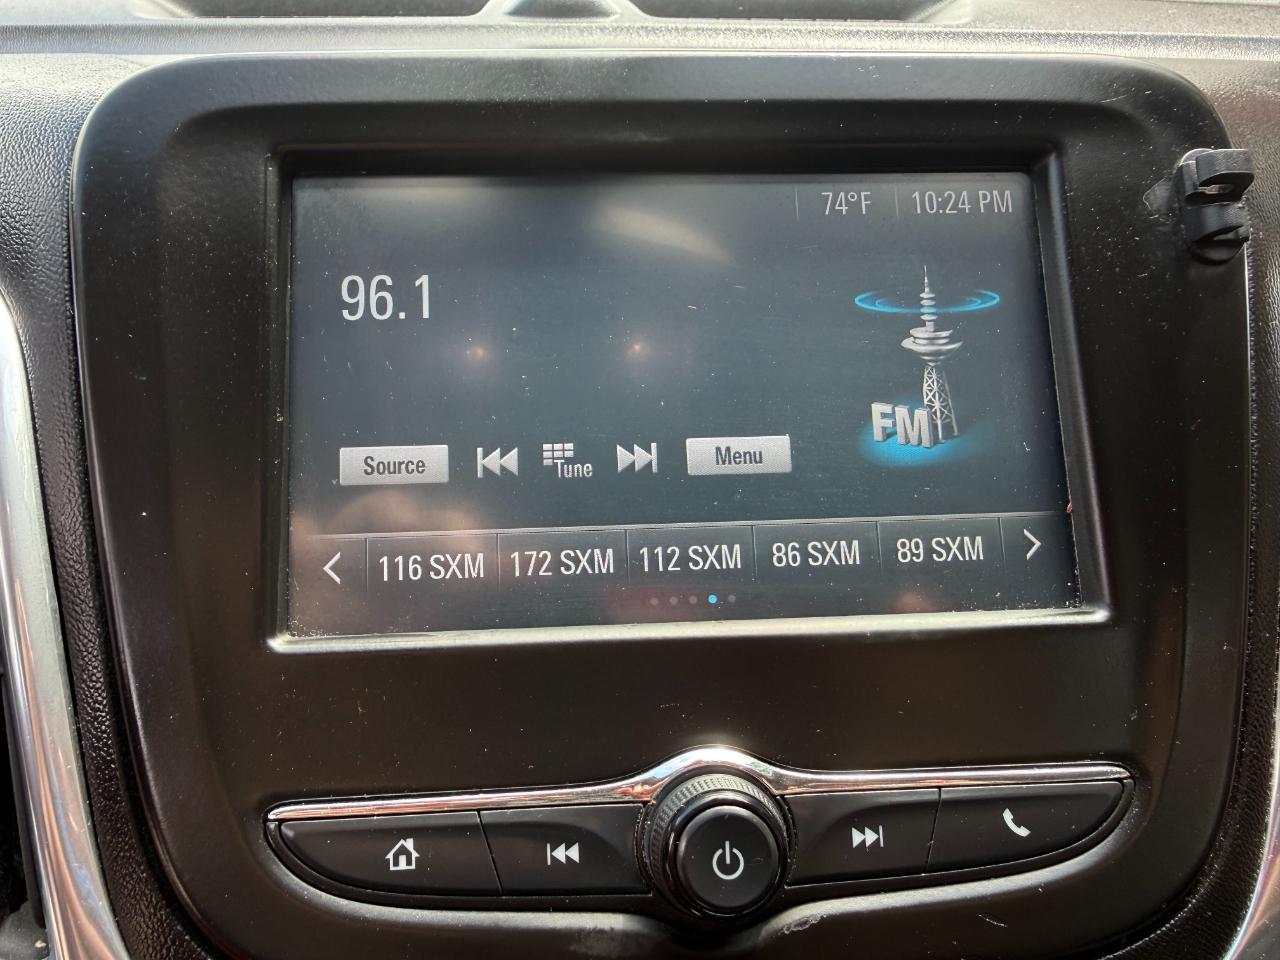 74°F 10:24 PM
96.1
FM
Source Tune Menu
116 SXM 172 SXM 112 SXM 86 SXM 89 SXM